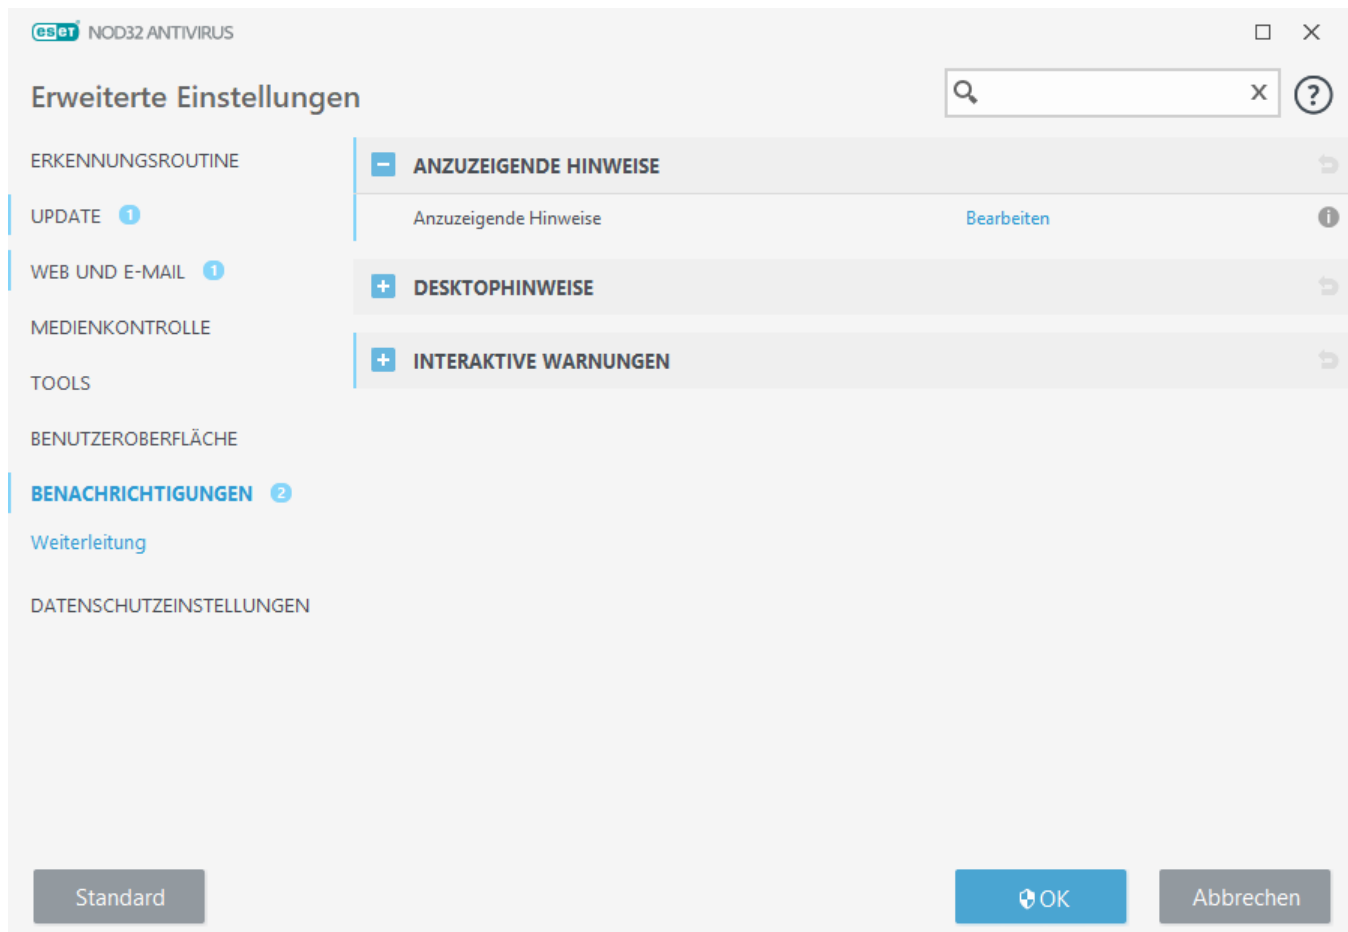 eset NOD32 ANTIVIRUS
Erweiterte Einstellungen
x
?
ERKENNUNGSROUTINE
UPDATE 1
WEB UND E-MAIL 1
MEDIENKONTROLLE
TOOLS
BENUTZEROBERFLÄCHE
BENACHRICHTIGUNGEN 2
Weiterleitung
DATENSCHUTZEINSTELLUNGEN
ANZUZEIGENDE HINWEISE
Anzuzeigende Hinweise Bearbeiten
DESKTOPHINWEISE
INTERAKTIVE WARNUNGEN
Standard
OK
Abbrechen